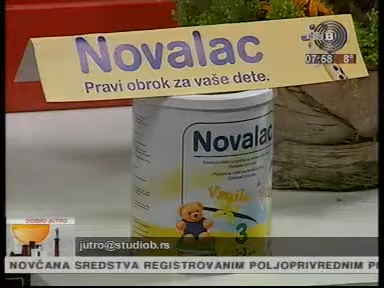 Novalac
Pravi obrok za vaše dete.
B
07:58 8°
Novalac
Vanila
3
DOBRO JUTRO
jutro@studiob.rs
NOVČANA SREDSTVA REGISTROVANIM POLJOPRIVREDNIM P